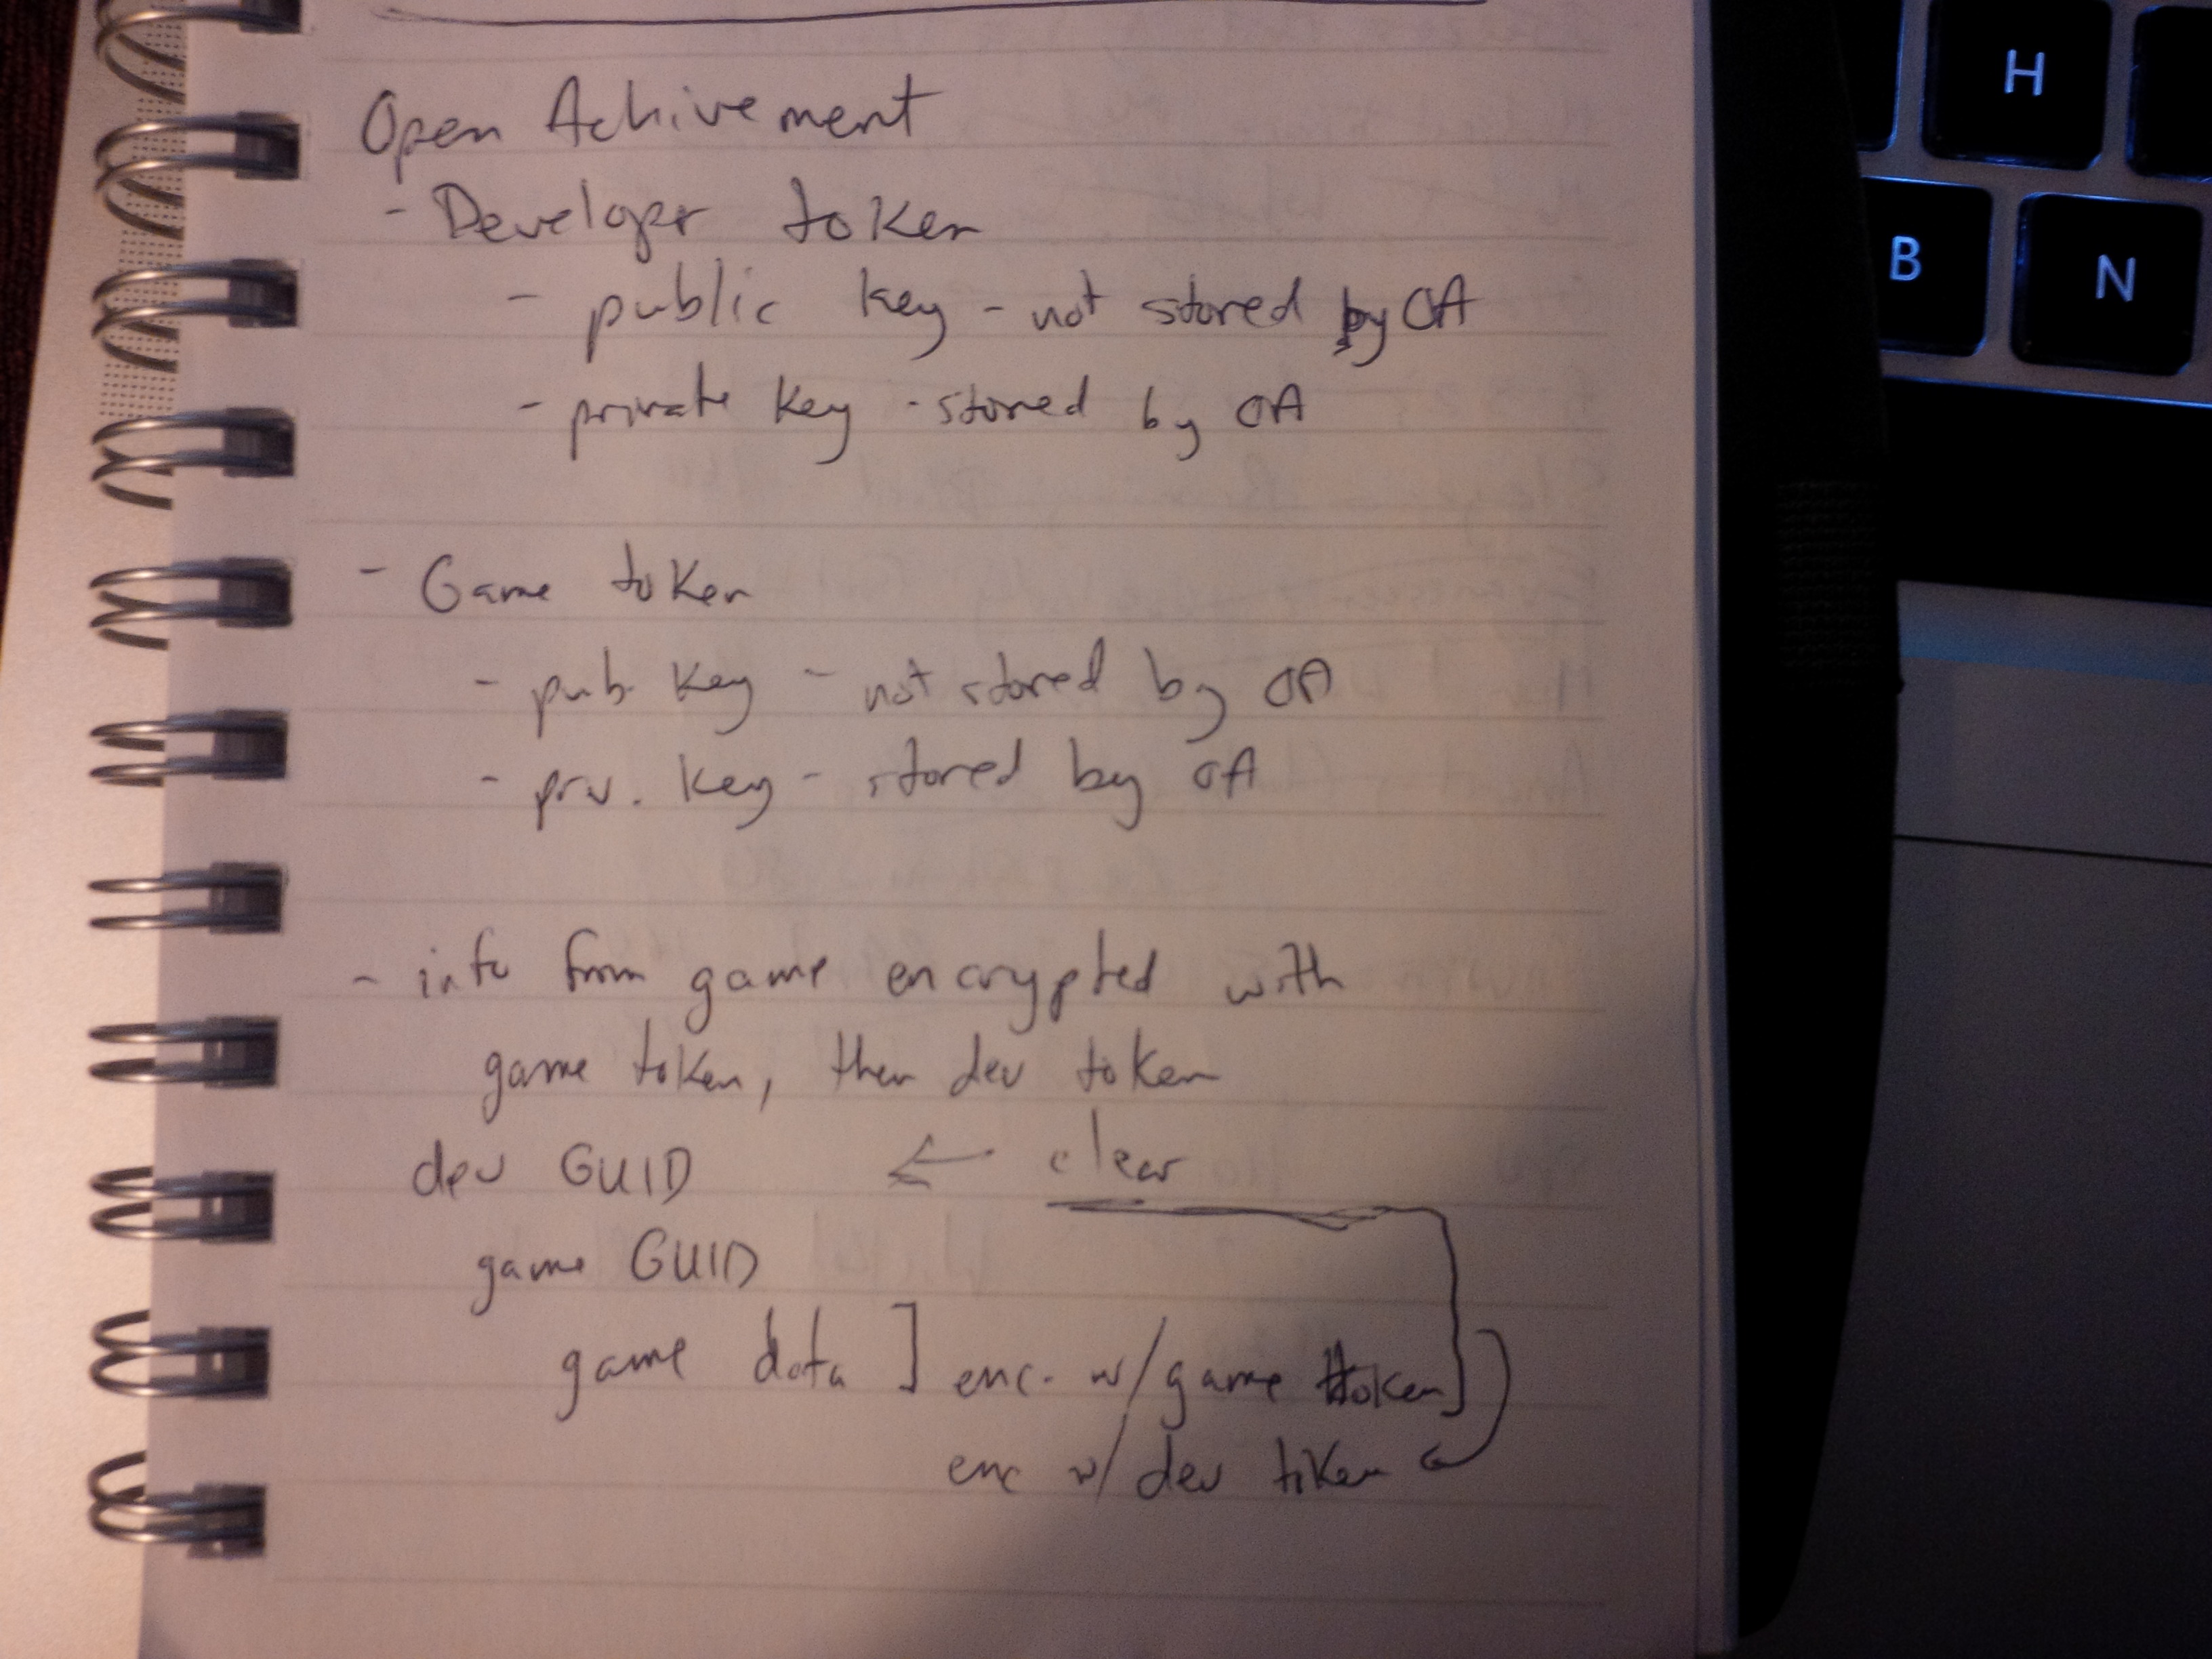 Open Achivement
- Developer token
- public key - not stored by OA
- private key - stored by OA
- Game token
- pub. key - not stored by OA
- prv. key - stored by OA
- info from game encrypted with
game token, then dev token
dev GUID ← clear
game GUID
game data ] enc. w/ game token]
enc w/ dev token
H
B
N